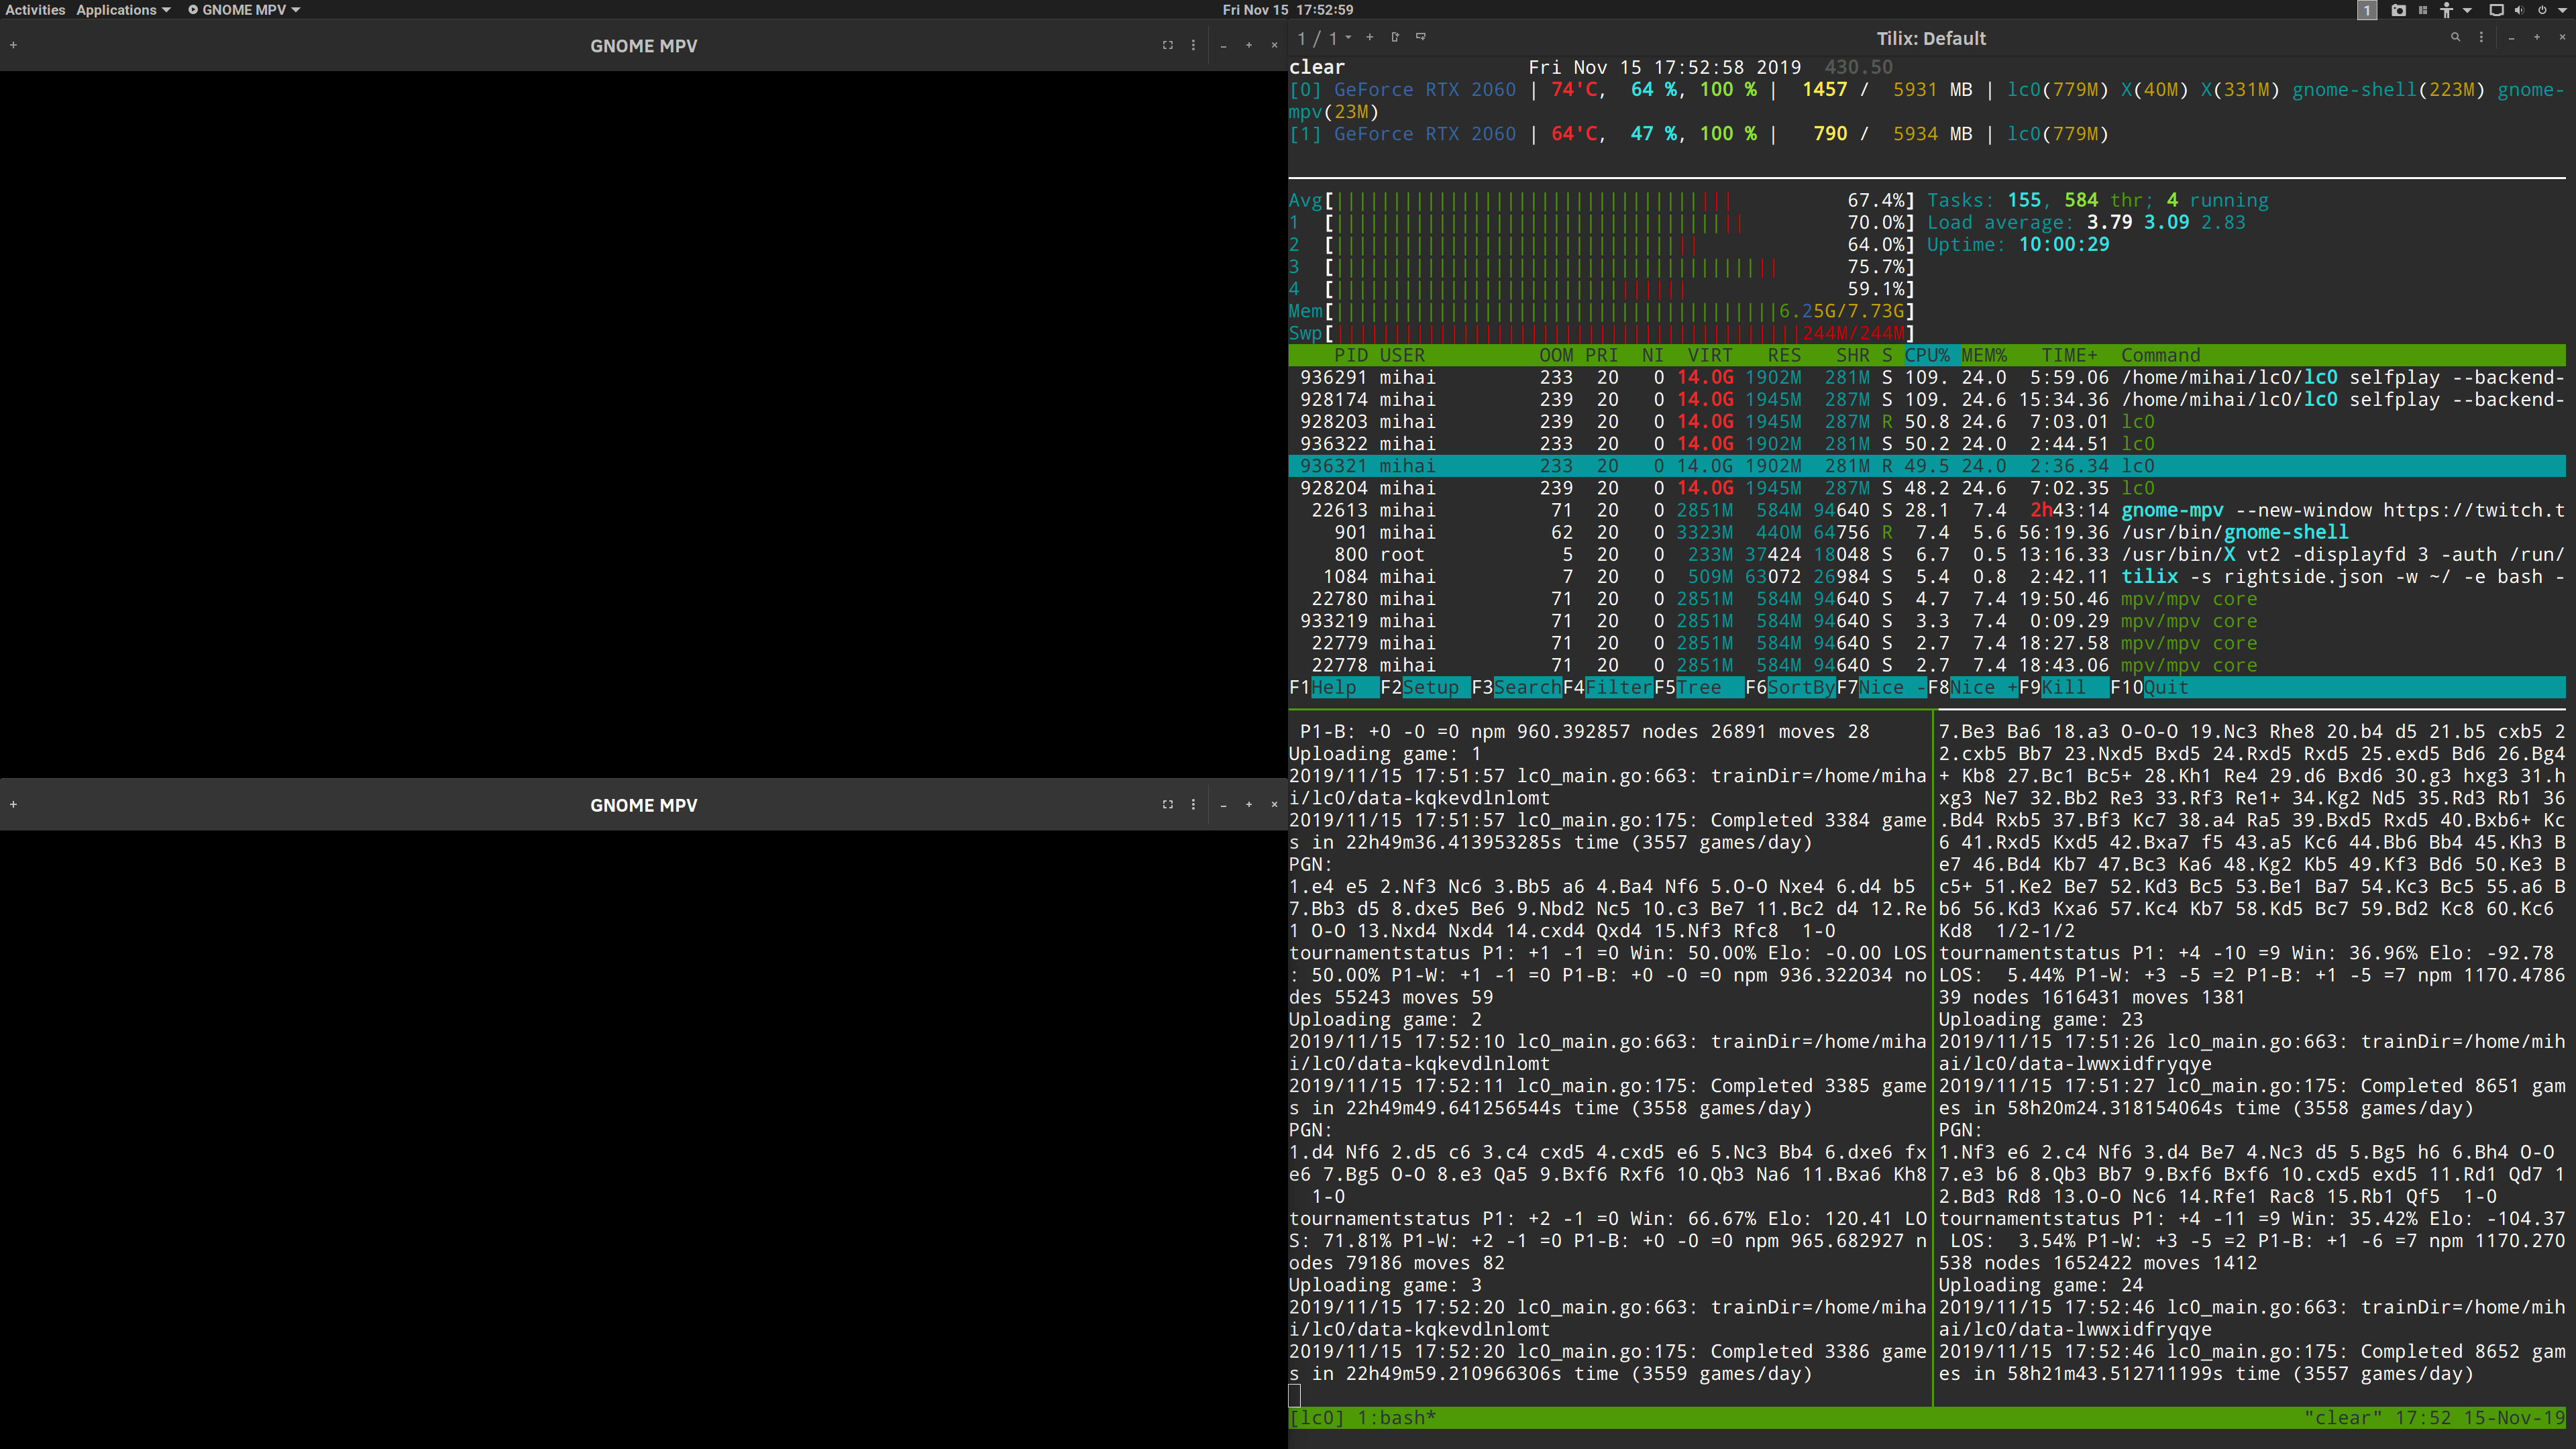 Activities Applications GNOME MPV Fri Nov 15 17:52:59 1
GNOME MPV
GNOME MPV
1 / 1 Tilix: Default
clear Fri Nov 15 17:52:58 2019 430.50
[0] GeForce RTX 2060 | 74'C, 64 %, 100 % | 1457 / 5931 MB | lc0(779M) X(40M) X(331M) gnome-shell(223M) gnome-
mpv(23M)
[1] GeForce RTX 2060 | 64'C, 47 %, 100 % | 790 / 5934 MB | lc0(779M)
Avg[ 67.4%] Tasks: 155, 584 thr; 4 running
1 [ 70.0%] Load average: 3.79 3.09 2.83
2 [ 64.0%] Uptime: 10:00:29
3 [ 75.7%]
4 [ 59.1%]
Mem[ 6.25G/7.73G]
Swp[ 244M/244M]
PID USER OOM PRI NI VIRT RES SHR S CPU% MEM% TIME+ Command
936291 mihai 233 20 0 14.0G 1902M 281M S 109. 24.0 5:59.06 /home/mihai/lc0/lc0 selfplay --backend-
928174 mihai 239 20 0 14.0G 1945M 287M S 109. 24.6 15:34.36 /home/mihai/lc0/lc0 selfplay --backend-
928203 mihai 239 20 0 14.0G 1945M 287M R 50.8 24.6 7:03.01 lc0
936322 mihai 233 20 0 14.0G 1902M 281M S 50.2 24.0 2:44.51 lc0
936321 mihai 233 20 0 14.0G 1902M 281M R 49.5 24.0 2:36.34 lc0
928204 mihai 239 20 0 14.0G 1945M 287M S 48.2 24.6 7:02.35 lc0
22613 mihai 71 20 0 2851M 584M 94640 S 28.1 7.4 2h43:14 gnome-mpv --new-window https://twitch.t
901 mihai 62 20 0 3323M 440M 64756 R 7.4 5.6 56:19.36 /usr/bin/gnome-shell
800 root 5 20 0 233M 37424 18048 S 6.7 0.5 13:16.33 /usr/bin/X vt2 -displayfd 3 -auth /run/
1084 mihai 7 20 0 509M 63072 26984 S 5.4 0.8 2:42.11 tilix -s rightside.json -w ~/ -e bash -
22780 mihai 71 20 0 2851M 584M 94640 S 4.7 7.4 19:50.46 mpv/mpv core
933219 mihai 71 20 0 2851M 584M 94640 S 3.3 7.4 0:09.29 mpv/mpv core
22779 mihai 71 20 0 2851M 584M 94640 S 2.7 7.4 18:27.58 mpv/mpv core
22778 mihai 71 20 0 2851M 584M 94640 S 2.7 7.4 18:43.06 mpv/mpv core
F1Help F2Setup F3SearchF4FilterF5Tree F6SortByF7Nice -F8Nice +F9Kill F10Quit
P1-B: +0 -0 =0 npm 960.392857 nodes 26891 moves 28
Uploading game: 1
2019/11/15 17:51:57 lc0_main.go:663: trainDir=/home/miha
i/lc0/data-kqkevdlnlomt
2019/11/15 17:51:57 lc0_main.go:175: Completed 3384 game
s in 22h49m36.413953285s time (3557 games/day)
PGN:
1.e4 e5 2.Nf3 Nc6 3.Bb5 a6 4.Ba4 Nf6 5.O-O Nxe4 6.d4 b5
7.Bb3 d5 8.dxe5 Be6 9.Nbd2 Nc5 10.c3 Be7 11.Bc2 d4 12.Re
1 O-O 13.Nxd4 Nxd4 14.cxd4 Qxd4 15.Nf3 Rfc8 1-0
tournamentstatus P1: +1 -1 =0 Win: 50.00% Elo: -0.00 LOS
: 50.00% P1-W: +1 -1 =0 P1-B: +0 -0 =0 npm 936.322034 no
des 55243 moves 59
Uploading game: 2
2019/11/15 17:52:10 lc0_main.go:663: trainDir=/home/miha
i/lc0/data-kqkevdlnlomt
2019/11/15 17:52:11 lc0_main.go:175: Completed 3385 game
s in 22h49m49.641256544s time (3558 games/day)
PGN:
1.d4 Nf6 2.d5 c6 3.c4 cxd5 4.cxd5 e6 5.Nc3 Bb4 6.dxe6 fx
e6 7.Bg5 O-O 8.e3 Qa5 9.Bxf6 Rxf6 10.Qb3 Na6 11.Bxa6 Kh8
1-0
tournamentstatus P1: +2 -1 =0 Win: 66.67% Elo: 120.41 LO
S: 71.81% P1-W: +2 -1 =0 P1-B: +0 -0 =0 npm 965.682927 n
odes 79186 moves 82
Uploading game: 3
2019/11/15 17:52:20 lc0_main.go:663: trainDir=/home/miha
i/lc0/data-kqkevdlnlomt
2019/11/15 17:52:20 lc0_main.go:175: Completed 3386 game
s in 22h49m59.210966306s time (3559 games/day)
7.Be3 Ba6 18.a3 O-O-O 19.Nc3 Rhe8 20.b4 d5 21.b5 cxb5 2
2.cxb5 Bb7 23.Nxd5 Bxd5 24.Rxd5 Rxd5 25.exd5 Bd6 26.Bg4
+ Kb8 27.Bc1 Bc5+ 28.Kh1 Re4 29.d6 Bxd6 30.g3 hxg3 31.h
xg3 Ne7 32.Bb2 Re3 33.Rf3 Re1+ 34.Kg2 Nd5 35.Rd3 Rb1 36
.Bd4 Rxb5 37.Bf3 Kc7 38.a4 Ra5 39.Bxd5 Rxd5 40.Bxb6+ Kc
6 41.Rxd5 Kxd5 42.Bxa7 f5 43.a5 Kc6 44.Bb6 Bb4 45.Kh3 B
e7 46.Bd4 Kb7 47.Bc3 Ka6 48.Kg2 Kb5 49.Kf3 Bd6 50.Ke3 B
c5+ 51.Ke2 Be7 52.Kd3 Bc5 53.Be1 Ba7 54.Kc3 Bc5 55.a6 B
b6 56.Kd3 Kxa6 57.Kc4 Kb7 58.Kd5 Bc7 59.Bd2 Kc8 60.Kc6
Kd8 1/2-1/2
tournamentstatus P1: +4 -10 =9 Win: 36.96% Elo: -92.78
LOS: 5.44% P1-W: +3 -5 =2 P1-B: +1 -5 =7 npm 1170.4786
39 nodes 1616431 moves 1381
Uploading game: 23
2019/11/15 17:51:26 lc0_main.go:663: trainDir=/home/mih
ai/lc0/data-lwwxidfryqye
2019/11/15 17:51:27 lc0_main.go:175: Completed 8651 gam
es in 58h20m24.318154064s time (3558 games/day)
PGN:
1.Nf3 e6 2.c4 Nf6 3.d4 Be7 4.Nc3 d5 5.Bg5 h6 6.Bh4 O-O
7.e3 b6 8.Qb3 Bb7 9.Bxf6 Bxf6 10.cxd5 exd5 11.Rd1 Qd7 1
2.Bd3 Rd8 13.O-O Nc6 14.Rfe1 Rac8 15.Rb1 Qf5 1-0
tournamentstatus P1: +4 -11 =9 Win: 35.42% Elo: -104.37
LOS: 3.54% P1-W: +3 -5 =2 P1-B: +1 -6 =7 npm 1170.270
538 nodes 1652422 moves 1412
Uploading game: 24
2019/11/15 17:52:46 lc0_main.go:663: trainDir=/home/mih
ai/lc0/data-lwwxidfryqye
2019/11/15 17:52:46 lc0_main.go:175: Completed 8652 gam
es in 58h21m43.512711199s time (3557 games/day)
[lc0] 1:bash* "clear" 17:52 15-Nov-19